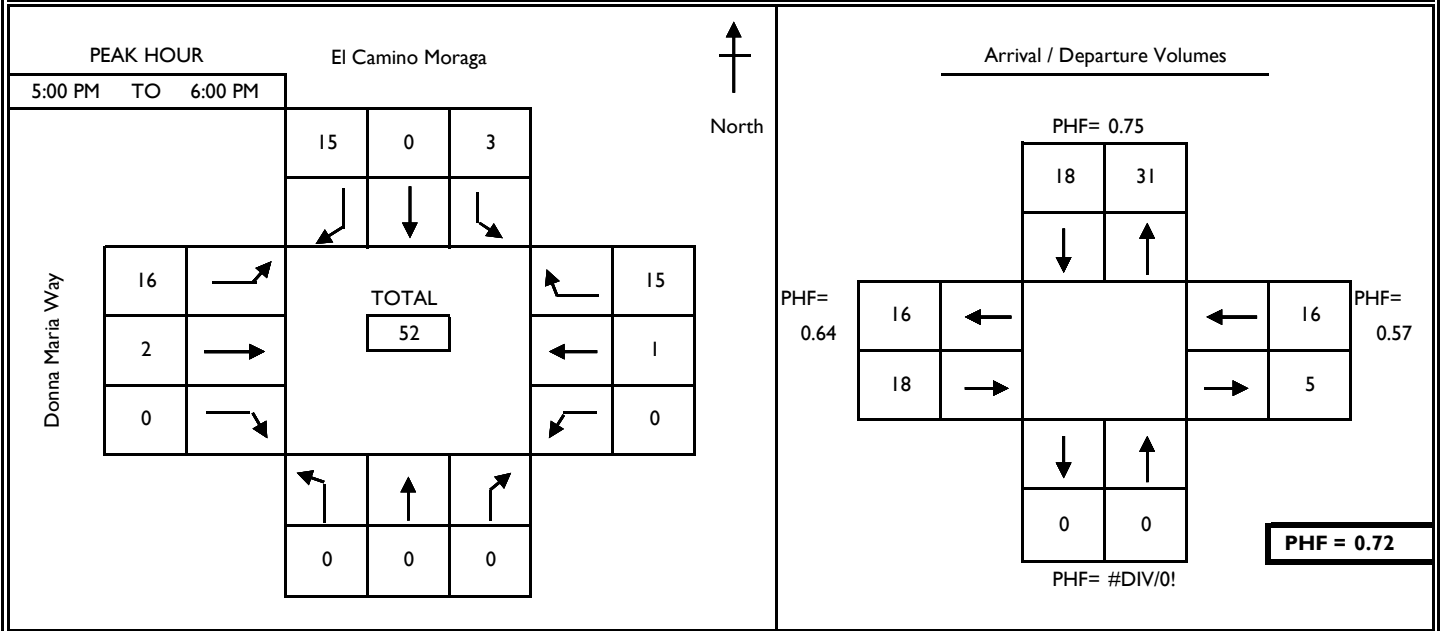 PEAK HOUR
El Camino Moraga
5:00 PM TO 6:00 PM
North
15 0 3
Donna Maria Way
16
2
0
TOTAL
52
15
1
0
0 0 0
Arrival / Departure Volumes
PHF= 0.75
18 31
PHF=
0.64
16
18
16
5
PHF=
0.57
0 0
PHF= #DIV/0!
PHF = 0.72